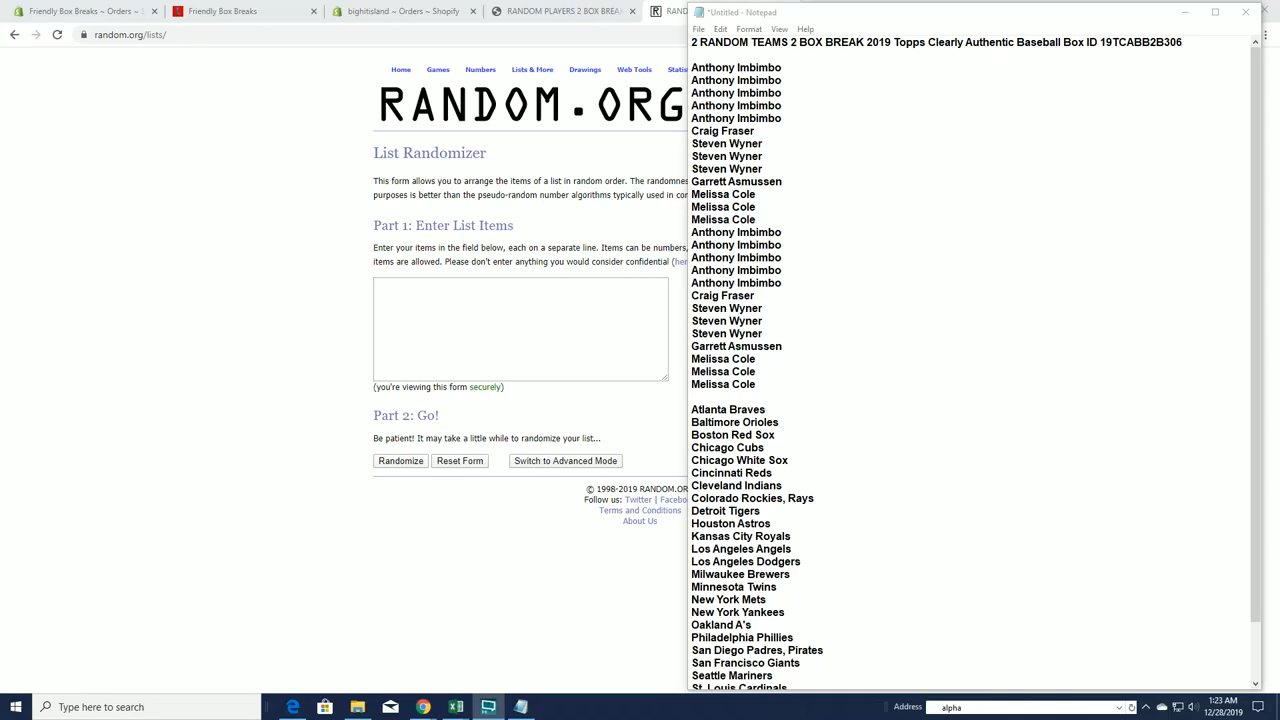 Friendly Box Breaks ~ Orders ~ S
Friendly Box Breaks
bighitisland ~ Orders ~ Shopify
RANDOM PLAYERS 2 BOX BREAK
RAND
*Untitled - Notepad
random.org/lists/
File Edit Format View Help
2 RANDOM TEAMS 2 BOX BREAK 2019 Topps Clearly Authentic Baseball Box ID 19TCABB2B306
Home Games Numbers Lists & More Drawings Web Tools Statis
RANDOM.ORG
List Randomizer
This form allows you to arrange the items of a list in random order. The randomnes
purposes is better than the pseudo-random number algorithms typically used in con
Part 1: Enter List Items
Enter your items in the field below, each on a separate line. Items can be numbers,
items are allowed. Please don't enter anything you would consider confidential (her
(you're viewing this form securely)
Part 2: Go!
Be patient! It may take a little while to randomize your list...
Randomize Reset Form Switch to Advanced Mode
© 1998-2019 RANDOM.OR
Follow us: Twitter | Facebo
Terms and Conditions
About Us
Anthony Imbimbo
Anthony Imbimbo
Anthony Imbimbo
Anthony Imbimbo
Anthony Imbimbo
Craig Fraser
Steven Wyner
Steven Wyner
Steven Wyner
Garrett Asmussen
Melissa Cole
Melissa Cole
Melissa Cole
Anthony Imbimbo
Anthony Imbimbo
Anthony Imbimbo
Anthony Imbimbo
Anthony Imbimbo
Craig Fraser
Steven Wyner
Steven Wyner
Steven Wyner
Garrett Asmussen
Melissa Cole
Melissa Cole
Melissa Cole
Atlanta Braves
Baltimore Orioles
Boston Red Sox
Chicago Cubs
Chicago White Sox
Cincinnati Reds
Cleveland Indians
Colorado Rockies, Rays
Detroit Tigers
Houston Astros
Kansas City Royals
Los Angeles Angels
Los Angeles Dodgers
Milwaukee Brewers
Minnesota Twins
New York Mets
New York Yankees
Oakland A's
Philadelphia Phillies
San Diego Padres, Pirates
San Francisco Giants
Seattle Mariners
St. Louis Cardinals
Type here to search
Address alpha
1:23 AM
12/28/2019